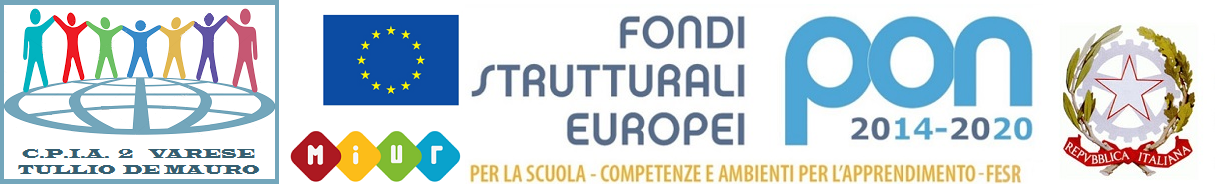 C.P.I.A. 2 VARESE
TULLIO DE MAURO
MIUR
FONDI
STRUTTURALI
EUROPEI
pon
2014-2020
PER LA SCUOLA - COMPETENZE E AMBIENTI PER L'APPRENDIMENTO-FESR
REPVBBLICA ITALIANA